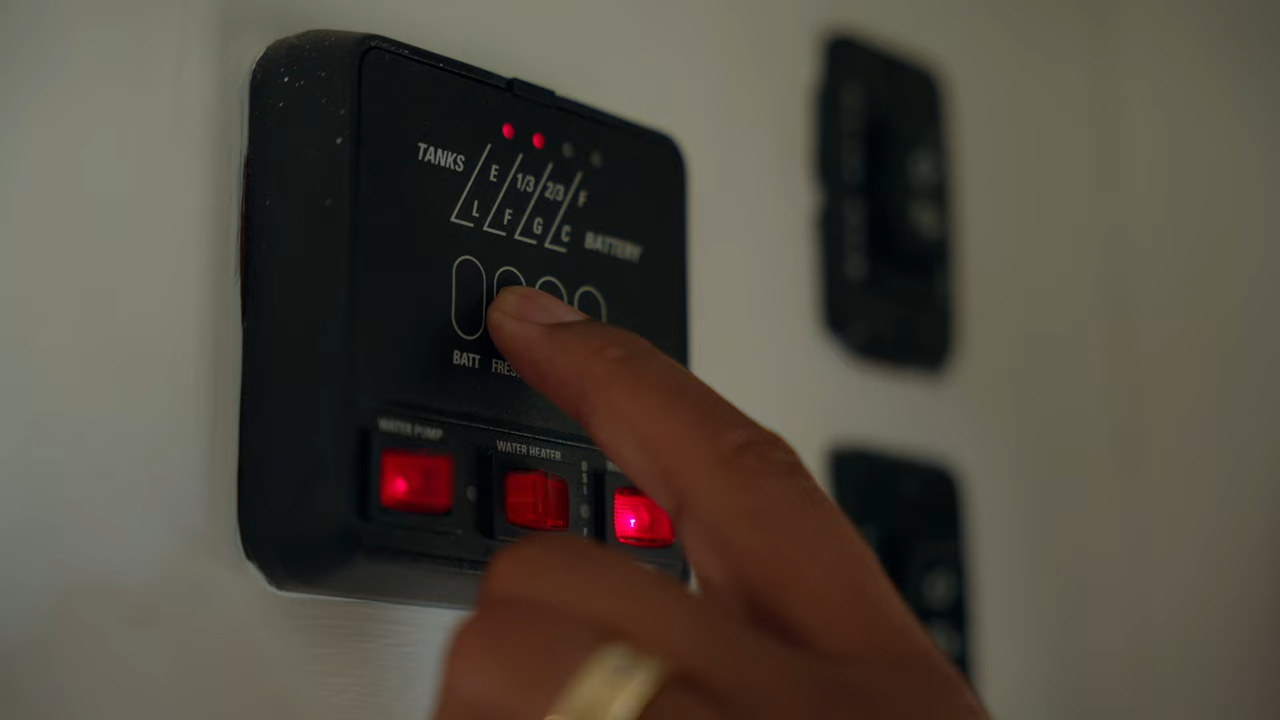 TANKS E 1/3 2/3 F
L F G C BATTERY
BATT FRES
WATER PUMP WATER HEATER